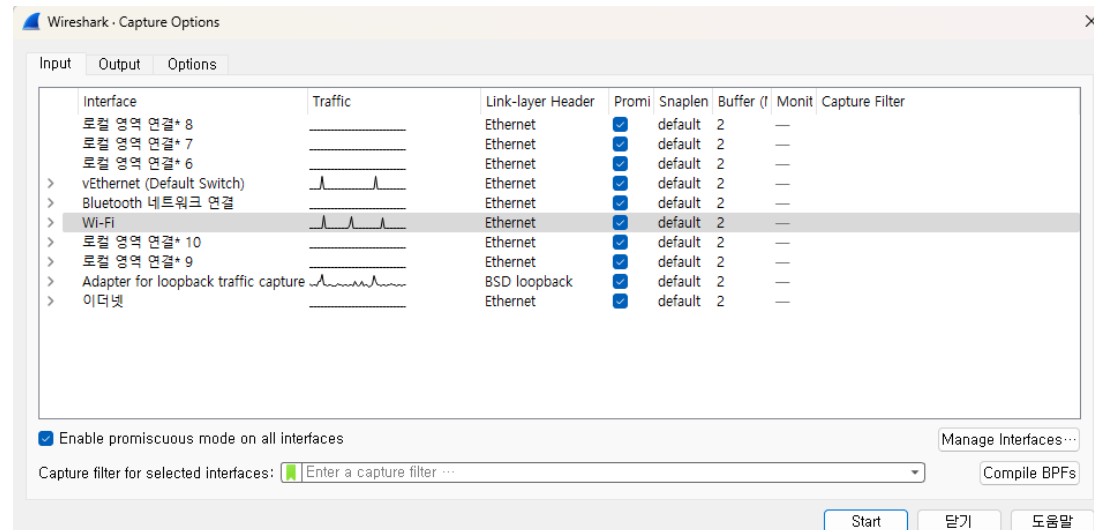 Wireshark · Capture Options
Input Output Options
Interface Traffic Link-layer Header Promi Snaplen Buffer (M Monit Capture Filter
로컬 영역 연결* 8 Ethernet default 2 —
로컬 영역 연결* 7 Ethernet default 2 —
로컬 영역 연결* 6 Ethernet default 2 —
vEthernet (Default Switch) Ethernet default 2 —
Bluetooth 네트워크 연결 Ethernet default 2 —
Wi-Fi Ethernet default 2 —
로컬 영역 연결* 10 Ethernet default 2 —
로컬 영역 연결* 9 Ethernet default 2 —
Adapter for loopback traffic capture BSD loopback default 2 —
이더넷 Ethernet default 2 —
Enable promiscuous mode on all interfaces Manage Interfaces…
Capture filter for selected interfaces: Enter a capture filter … Compile BPFs
Start 닫기 도움말